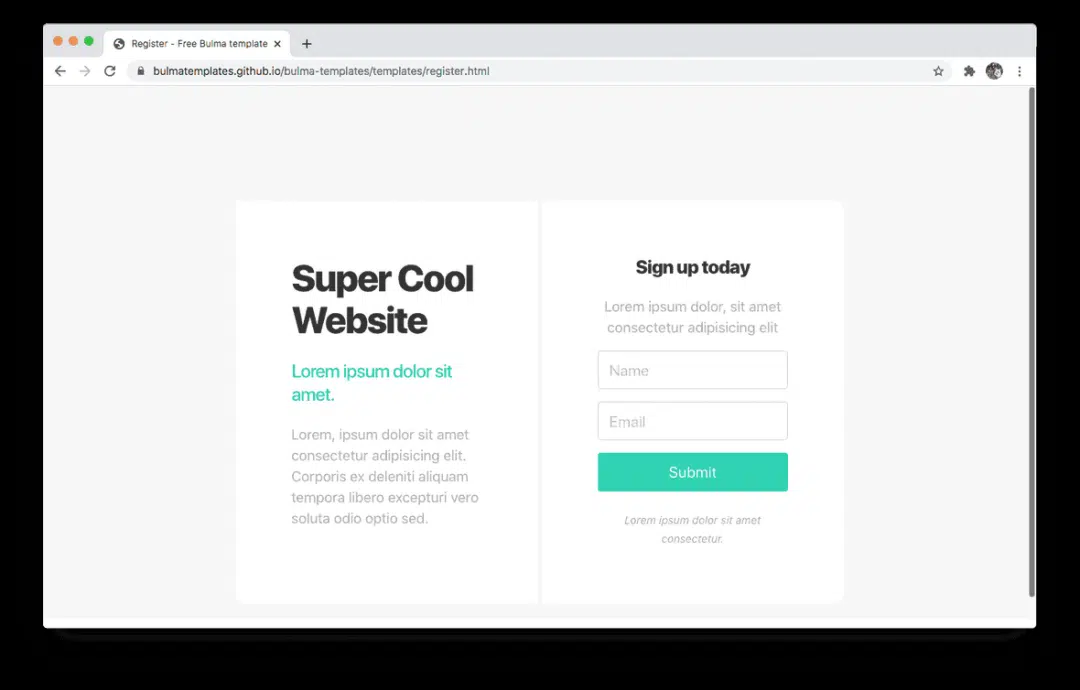 Register - Free Bulma template
bulmatemplates.github.io/bulma-templates/templates/register.html
Super Cool
Website
Lorem ipsum dolor sit
amet.
Lorem, ipsum dolor sit amet
consectetur adipisicing elit.
Corporis ex deleniti aliquam
tempora libero excepturi vero
soluta odio optio sed.
Sign up today
Lorem ipsum dolor, sit amet
consectetur adipisicing elit
Name
Email
Submit
Lorem ipsum dolor sit amet
consectetur.